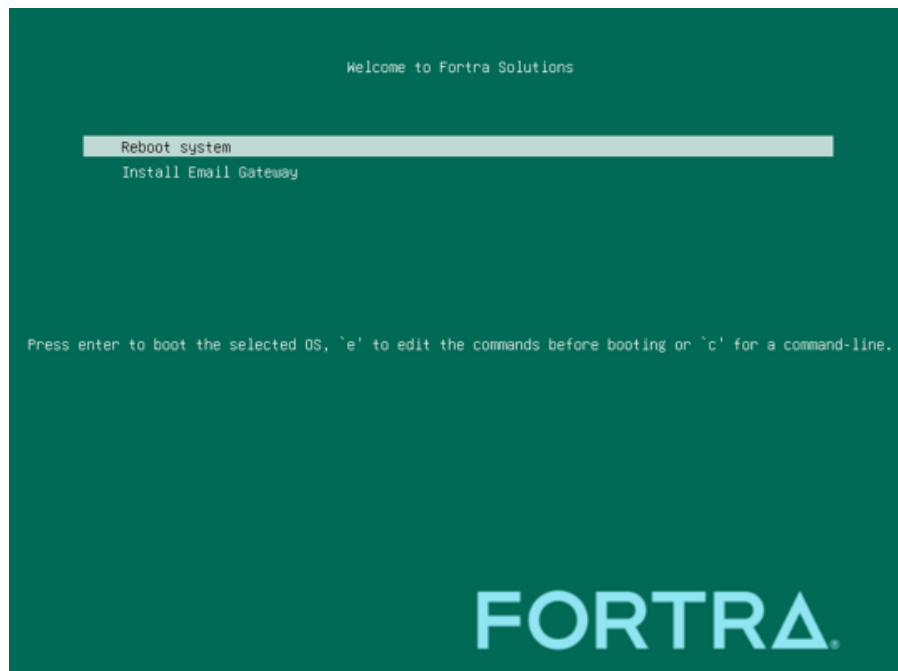 Welcome to Fortra Solutions
Reboot system
Install Email Gateway
Press enter to boot the selected OS, `e' to edit the commands before booting or `c' for a command-line.
FORTRA®